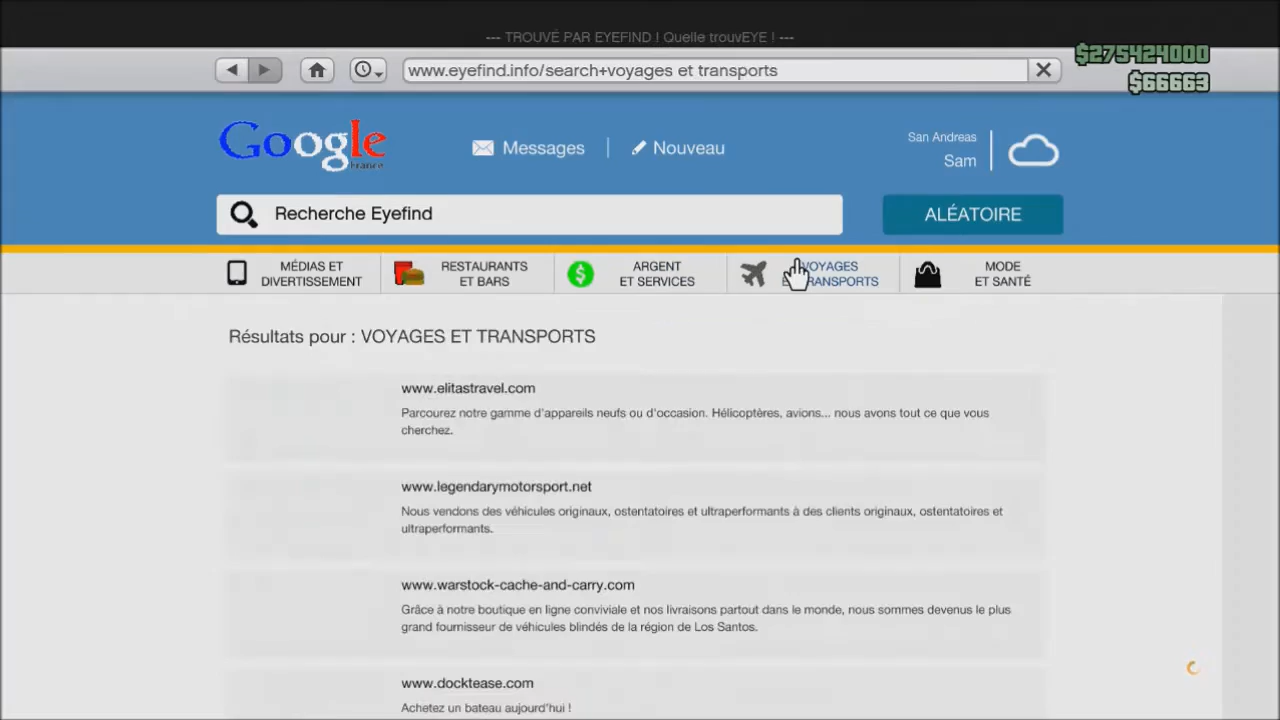 --- TROUVÉ PAR EYEFIND ! Quelle trouvEYE ! ---
$275424000
www.eyefind.info/search+voyages et transports
$66663
Google
France
Messages
Nouveau
San Andreas
Sam
Recherche Eyefind
ALÉATOIRE
MÉDIAS ET
DIVERTISSEMENT
RESTAURANTS
ET BARS
ARGENT
ET SERVICES
VOYAGES
ET TRANSPORTS
MODE
ET SANTÉ
Résultats pour : VOYAGES ET TRANSPORTS
www.elitastravel.com
Parcourez notre gamme d'appareils neufs ou d'occasion. Hélicoptères, avions... nous avons tout ce que vous
cherchez.
www.legendarymotorsport.net
Nous vendons des véhicules originaux, ostentatoires et ultraperformants à des clients originaux, ostentatoires et
ultraperformants.
www.warstock-cache-and-carry.com
Grâce à notre boutique en ligne conviviale et nos livraisons partout dans le monde, nous sommes devenus le plus
grand fournisseur de véhicules blindés de la région de Los Santos.
www.docktease.com
Achetez un bateau aujourd'hui !